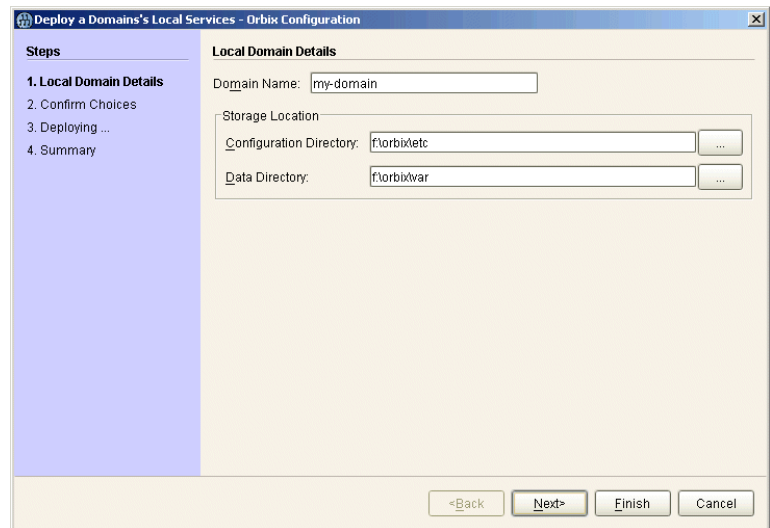 Deploy a Domains's Local Services - Orbix Configuration
Steps
1. Local Domain Details
2. Confirm Choices
3. Deploying ...
4. Summary
Local Domain Details
Domain Name: my-domain
Storage Location
Configuration Directory: f:\orbix\etc ...
Data Directory: f:\orbix\var ...
<Back Next> Finish Cancel